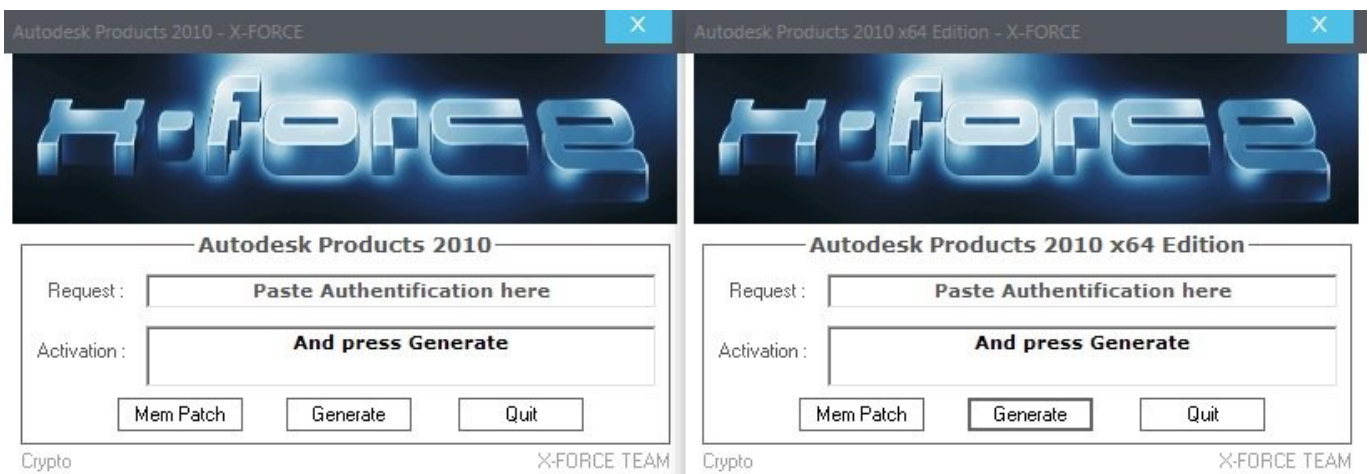 Autodesk Products 2010 - X-FORCE
X
x-force
Autodesk Products 2010
Request :
Paste Authentification here
Activation :
And press Generate
Mem Patch
Generate
Quit
Crypto
X-FORCE TEAM
Autodesk Products 2010 x64 Edition - X-FORCE
X
x-force
Autodesk Products 2010 x64 Edition
Request :
Paste Authentification here
Activation :
And press Generate
Mem Patch
Generate
Quit
Crypto
X-FORCE TEAM